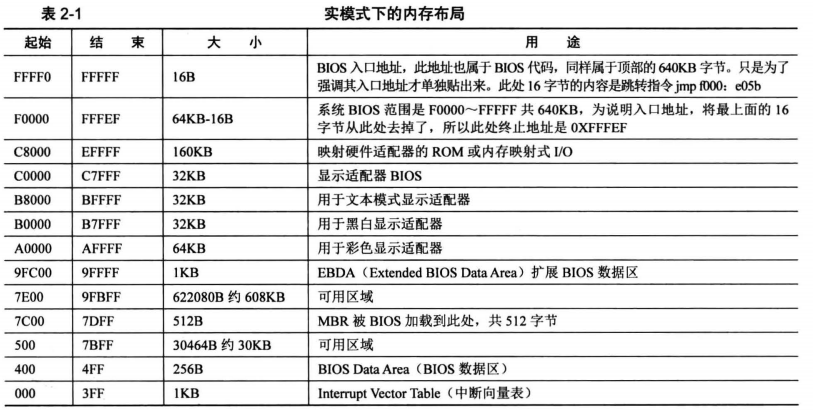 表 2-1 实模式下的内存布局
起始 结 束 大 小 用 途
FFFF0 FFFFF 16B BIOS 入口地址，此地址也属于 BIOS 代码，同样属于顶部的 640KB 字节。只是为了
强调其入口地址才单独贴出来。此处 16 字节的内容是跳转指令 jmp f000：e05b
F0000 FFFEF 64KB-16B 系统 BIOS 范围是 F0000～FFFFF 共 640KB，为说明入口地址，将最上面的 16
字节从此处去掉了，所以此处终止地址是 0XFFFEF
C8000 EFFFF 160KB 映射硬件适配器的 ROM 或内存映射式 I/O
C0000 C7FFF 32KB 显示适配器 BIOS
B8000 BFFFF 32KB 用于文本模式显示适配器
B0000 B7FFF 32KB 用于黑白显示适配器
A0000 AFFFF 64KB 用于彩色显示适配器
9FC00 9FFFF 1KB EBDA（Extended BIOS Data Area）扩展 BIOS 数据区
7E00 9FBFF 622080B 约 608KB 可用区域
7C00 7DFF 512B MBR 被 BIOS 加载到此处，共 512 字节
500 7BFF 30464B 约 30KB 可用区域
400 4FF 256B BIOS Data Area（BIOS 数据区）
000 3FF 1KB Interrupt Vector Table（中断向量表）